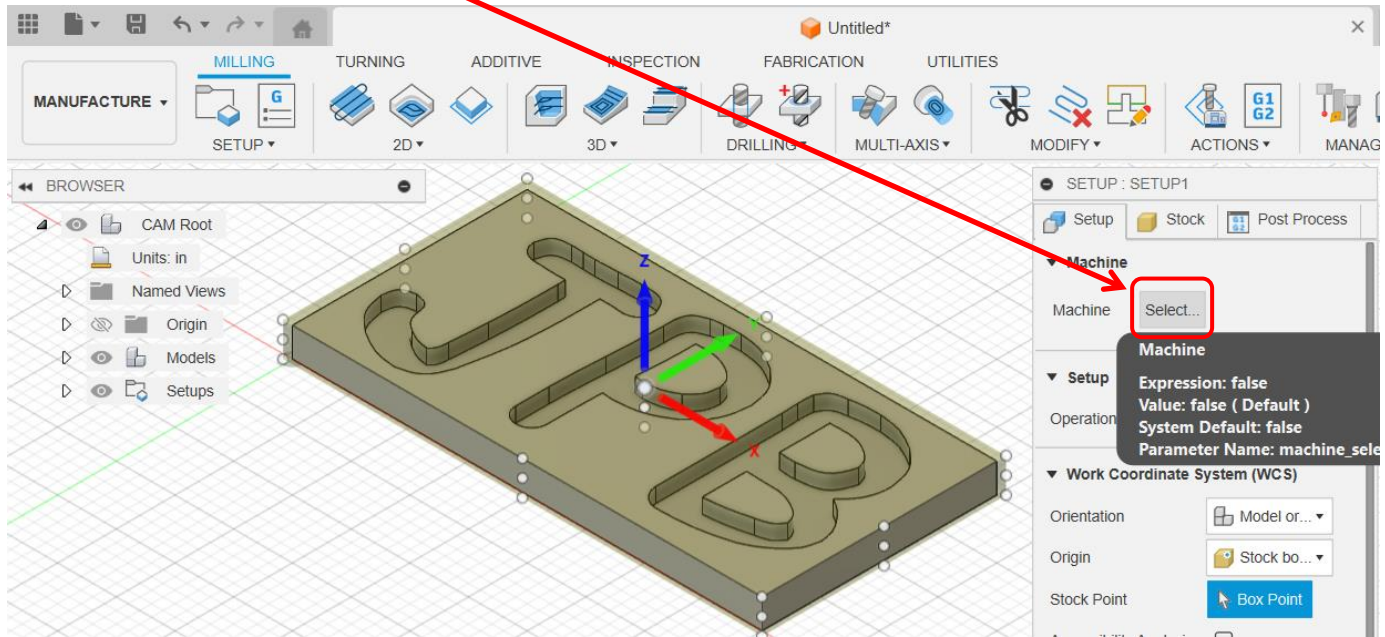 Untitled*
MILLING TURNING ADDITIVE INSPECTION FABRICATION UTILITIES
MANUFACTURE
G
G1
G2
SETUP 2D 3D DRILLING MULTI-AXIS MODIFY ACTIONS MANAG
BROWSER
CAM Root
Units: in
Named Views
Origin
Models
Setups
Z
Y
X
JPB
SETUP : SETUP1
Setup Stock Post Process
Machine
Machine Select...
Machine
Expression: false
Value: false ( Default )
System Default: false
Parameter Name: machine_sele
Setup
Operation
Work Coordinate System (WCS)
Orientation Model or...
Origin Stock bo...
Stock Point Box Point